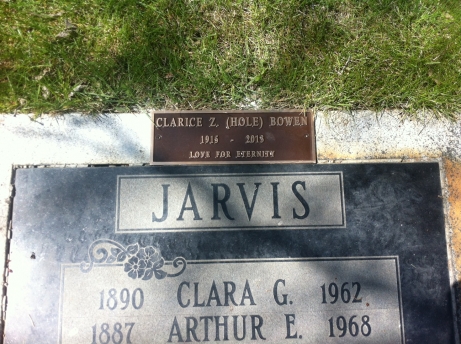 CLARICE Z. (HOLE) BOWEN
1916 - 2015
LOVE FOR ETERNITY
JARVIS
1890 CLARA G. 1962
1887 ARTHUR E. 1968